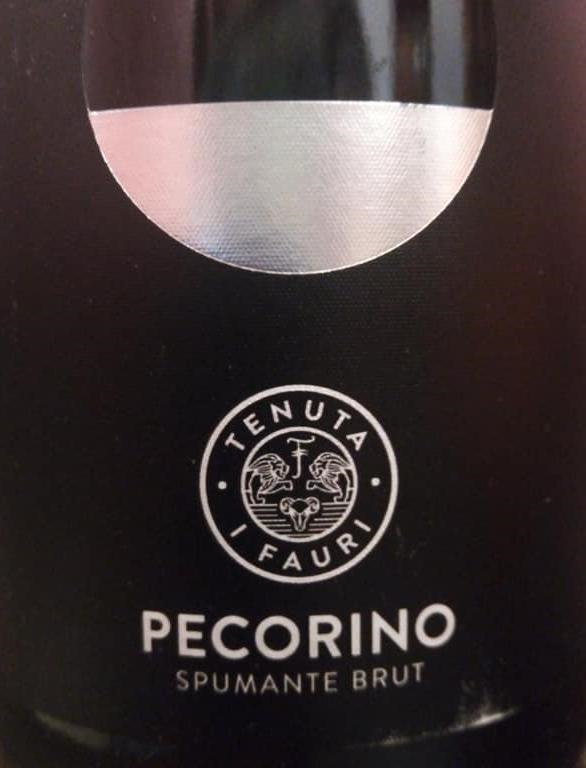 TENUTA
I FAURI
PECORINO
SPUMANTE BRUT